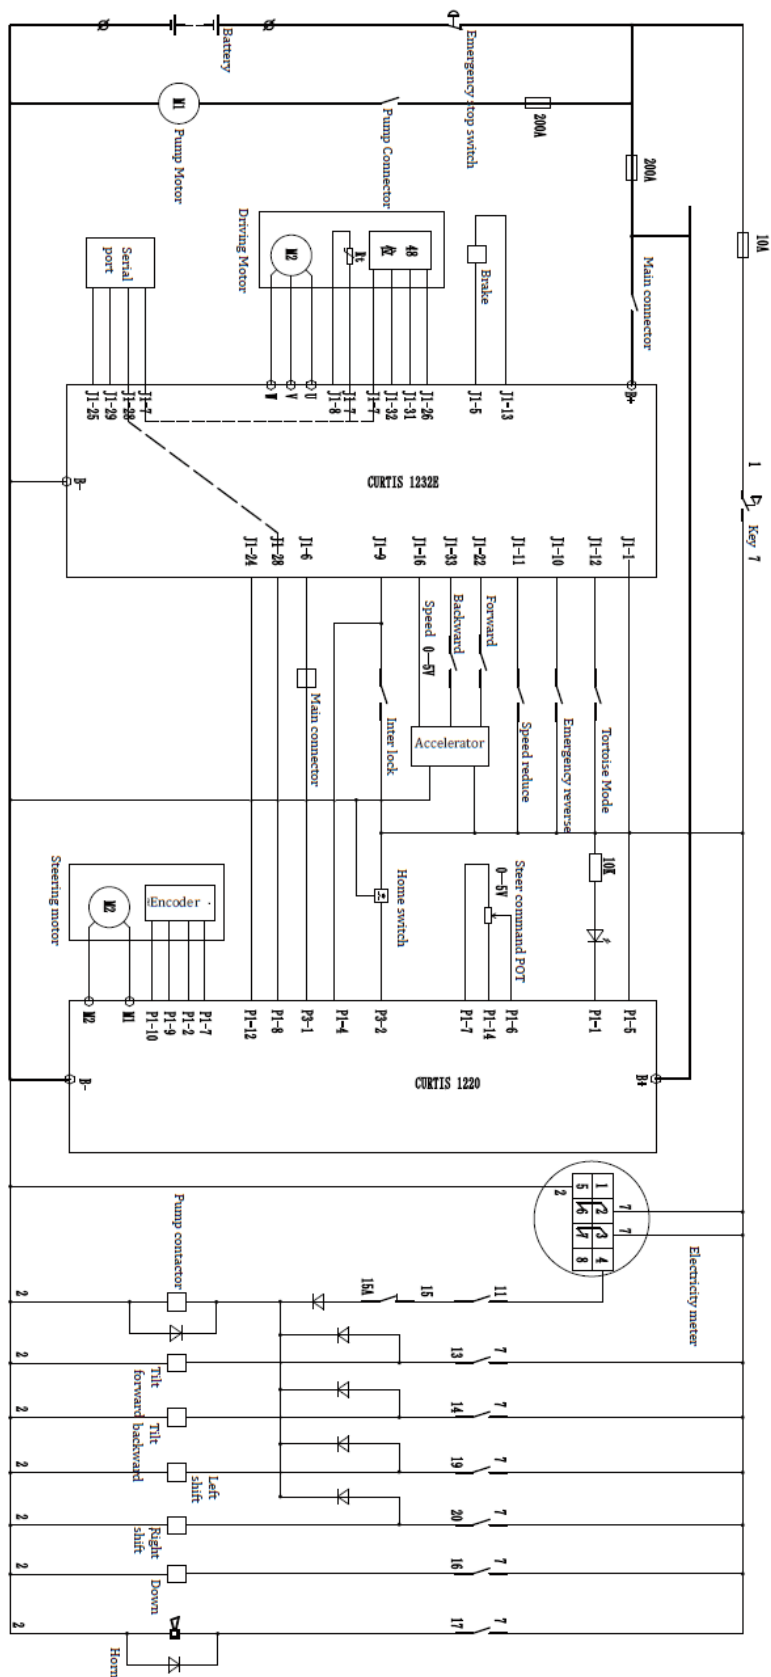 Battery
Emergency stop switch
M1
Pump Motor
Pump Connector
200A
200A
10A
Serial
port
Driving Motor
M2
Rt
48
位
Brake
Main connector
J1-25
J1-29
J1-28
J1-7
W
V
U
J1-8
J1-7
J1-7
J1-32
J1-31
J1-26
J1-5
J1-13
B+
B-
CURTIS 1232E
1
Key
7
J1-24
J1-28
J1-6
J1-9
J1-16
J1-33
J1-22
J1-11
J1-10
J1-12
J1-1
Speed 0—5V
Backward
Forward
Main connector
Inter lock
Accelerator
Speed reduce
Emergency reverse
Tortoise Mode
Steering motor
M2
Encoder
Home switch
Steer command POT
0—5V
10K
M2
M1
P1-10
P1-9
P1-2
P1-7
P1-12
P1-8
P3-1
P1-4
P3-2
P1-7
P1-14
P1-6
P1-1
P1-5
B-
CURTIS 1220
B+
1
2
3
4
5
6
7
8
2
7
7
Electricity meter
2
Pump contactor
15A
15
11
2
Tilt
forward
13
7
2
Tilt
backward
14
7
2
Left
shift
19
7
2
Right
shift
20
7
2
Down
16
7
2
Horn
17
7